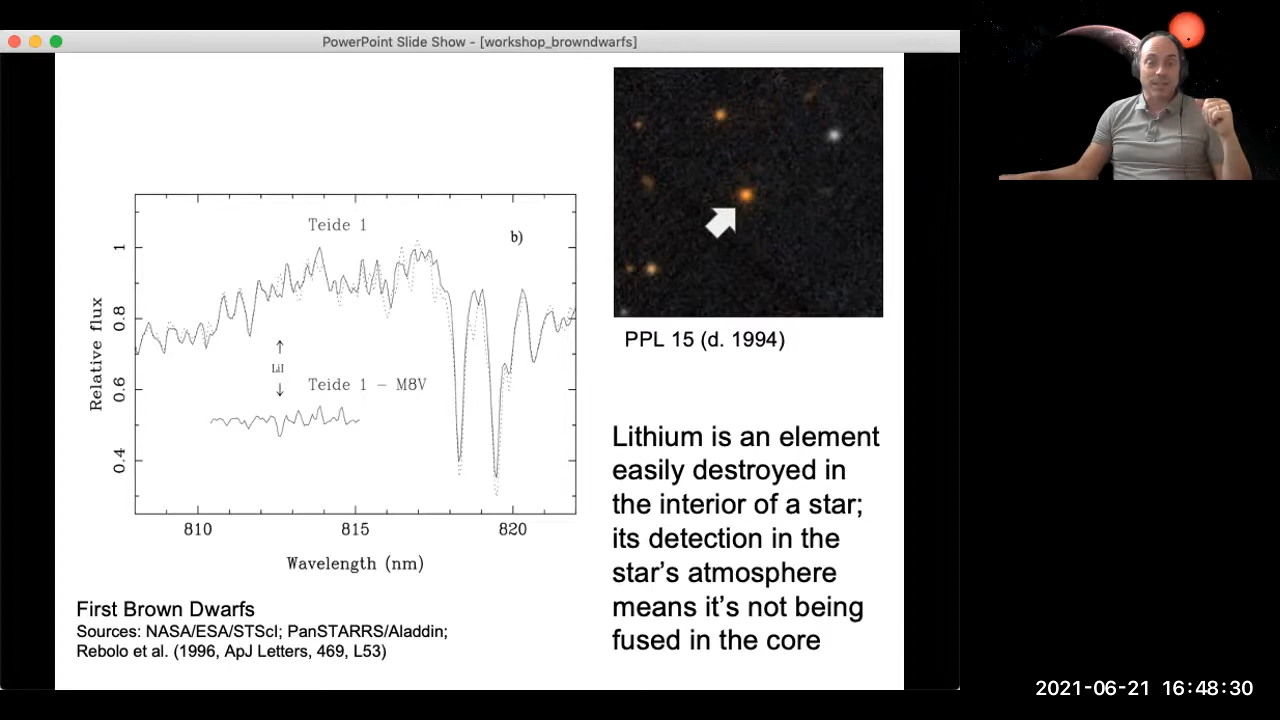 PowerPoint Slide Show - [workshop_browndwarfs]
Teide 1
b)
1
0.8
0.6
0.4
Relative flux
LiI
Teide 1 – M8V
810
815
820
Wavelength (nm)
PPL 15 (d. 1994)
Lithium is an element
easily destroyed in
the interior of a star;
its detection in the
star's atmosphere
means it's not being
fused in the core
First Brown Dwarfs
Sources: NASA/ESA/STScI; PanSTARRS/Aladdin;
Rebolo et al. (1996, ApJ Letters, 469, L53)
2021-06-21 16:48:30